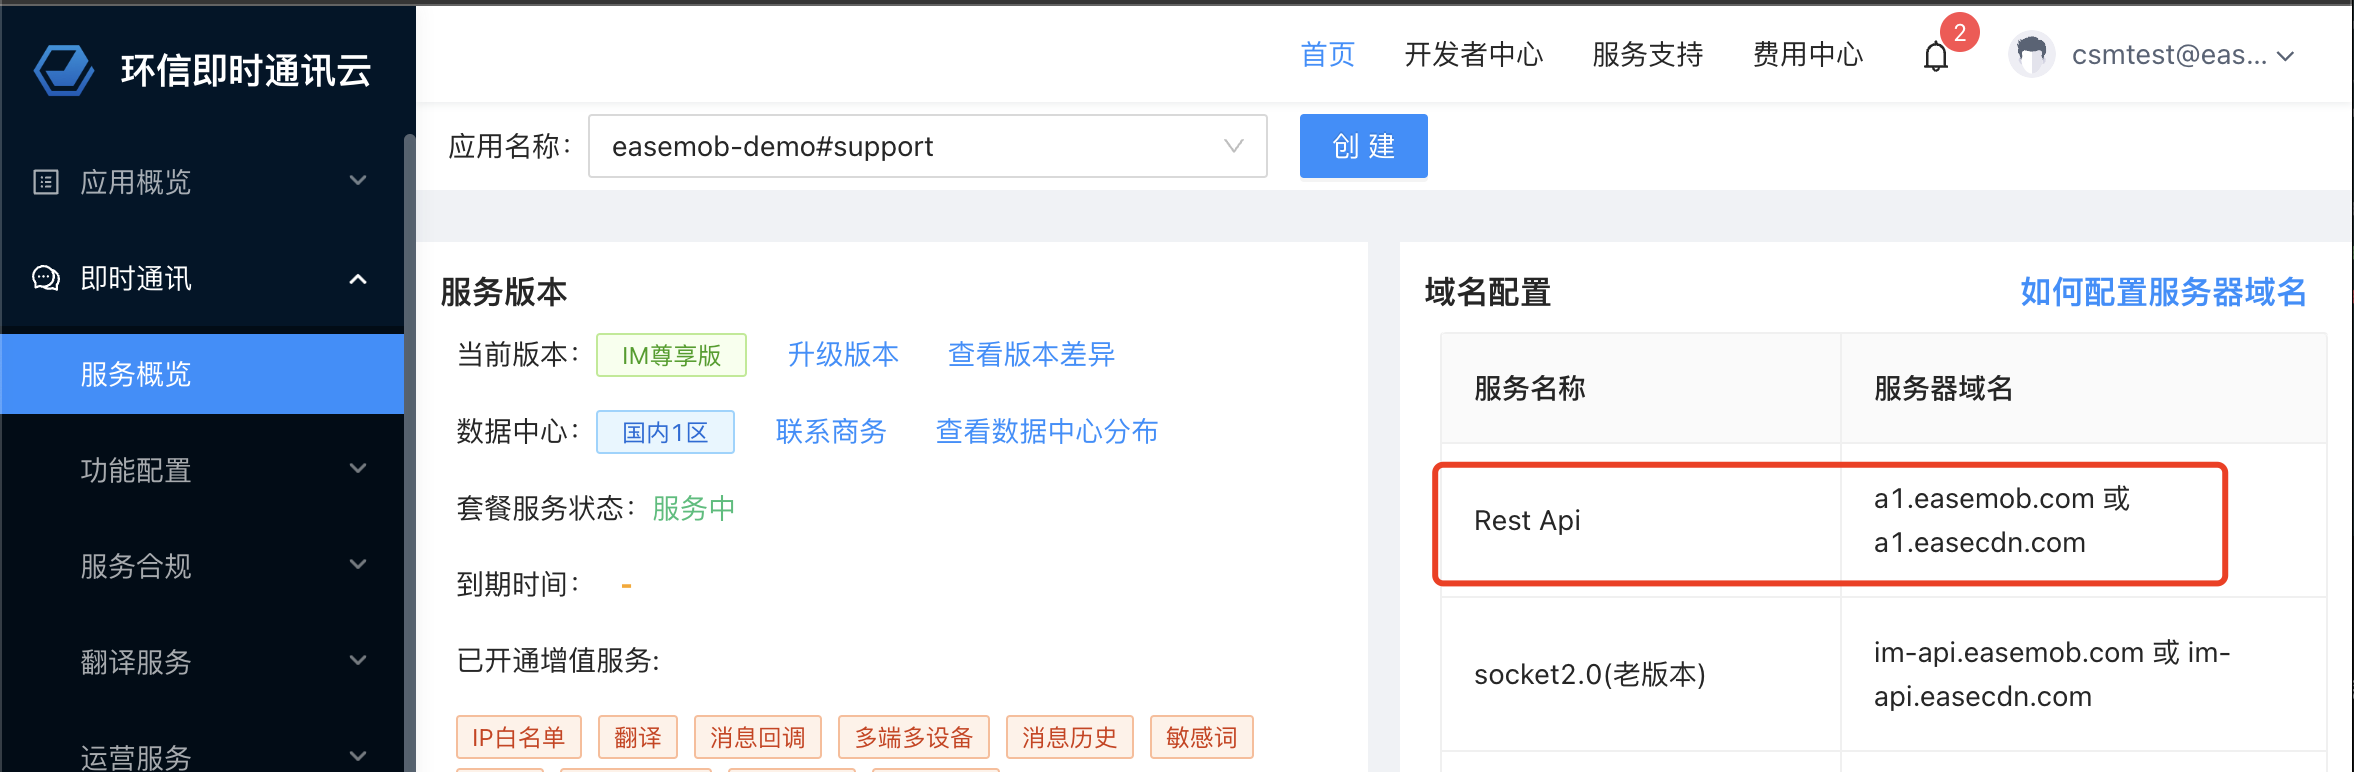 环信即时通讯云
首页
开发者中心
服务支持
费用中心
2
csmtest@eas...
应用名称：
easemob-demo#support
创 建
应用概览
即时通讯
服务概览
功能配置
服务合规
翻译服务
运营服务
服务版本
当前版本：
IM尊享版
升级版本
查看版本差异
数据中心：
国内1区
联系商务
查看数据中心分布
套餐服务状态：
服务中
到期时间：
-
已开通增值服务:
IP白名单
翻译
消息回调
多端多设备
消息历史
敏感词
域名配置
如何配置服务器域名
服务名称
服务器域名
Rest Api
a1.easemob.com 或
a1.easecdn.com
socket2.0(老版本)
im-api.easemob.com 或 im-
api.easecdn.com